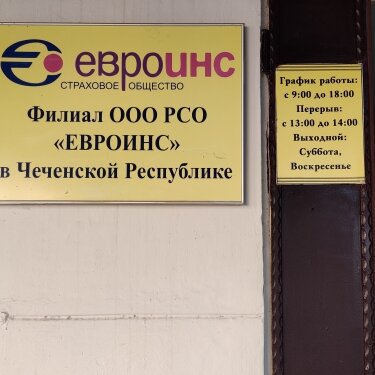 евроинс
СТРАХОВОЕ ОБЩЕСТВО
Филиал ООО РСО
«ЕВРОИНС»
в Чеченской Республике
График работы:
с 9:00 до 18:00
Перерыв:
с 13:00 до 14:00
Выходной:
Суббота,
Воскресенье